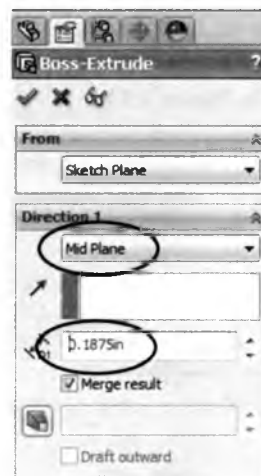 Boss-Extrude ?
From
Sketch Plane
Direction 1
Mid Plane
0.1875in
Merge result
Draft outward